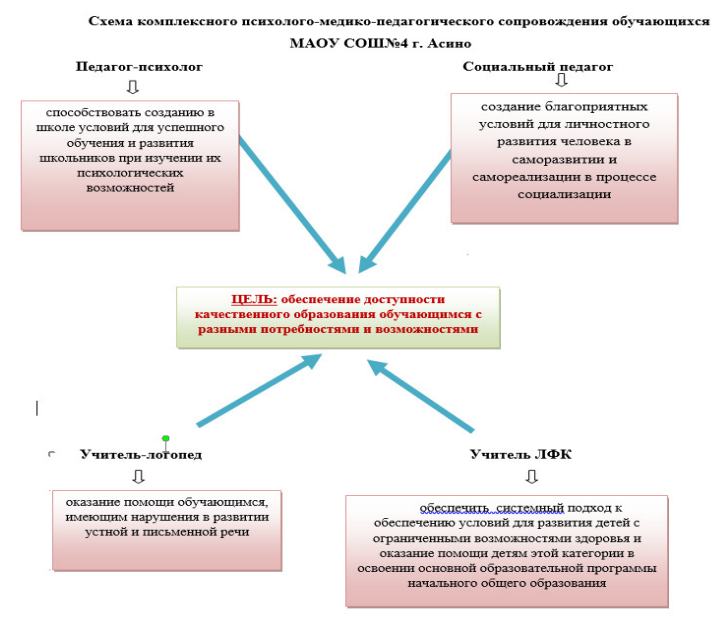 Схема комплексного психолого-медико-педагогического сопровождения обучающихся
МАОУ СОШ№4 г. Асино
Педагог-психолог
способствовать созданию в
школе условий для успешного
обучения и развития
школьников при изучении их
психологических
возможностей
Социальный педагог
создание благоприятных
условий для личностного
развития человека в
саморазвитии и
самореализации в процессе
социализации
ЦЕЛЬ: обеспечение доступности
качественного образования обучающимся с
разными потребностями и возможностями
Учитель-логопед
оказание помощи обучающимся,
имеющим нарушения в развитии
устной и письменной речи
Учитель ЛФК
обеспечить системный подход к
обеспечению условий для развития детей с
ограниченными возможностями здоровья и
оказание помощи детям этой категории в
освоении основной образовательной программы
начального общего образования